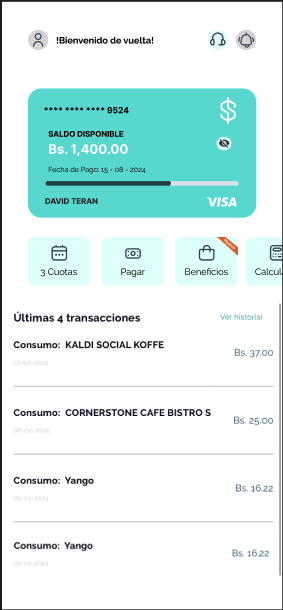 !Bienvenido de vuelta!
**** **** **** 9524
SALDO DISPONIBLE
Bs. 1,400.00
Fecha de Pago: 15 - 08 - 2024
DAVID TERAN
VISA
3 Cuotas
Pagar
Beneficios
Calcul
Últimas 4 transacciones
Ver historial
Consumo: KALDI SOCIAL KOFFE
Bs. 37.00
10-02-2024
Consumo: CORNERSTONE CAFE BISTRO S
Bs. 25.00
08-02-2024
Consumo: Yango
Bs. 16.22
05-02-2024
Consumo: Yango
Bs. 16.22
05-02-2024